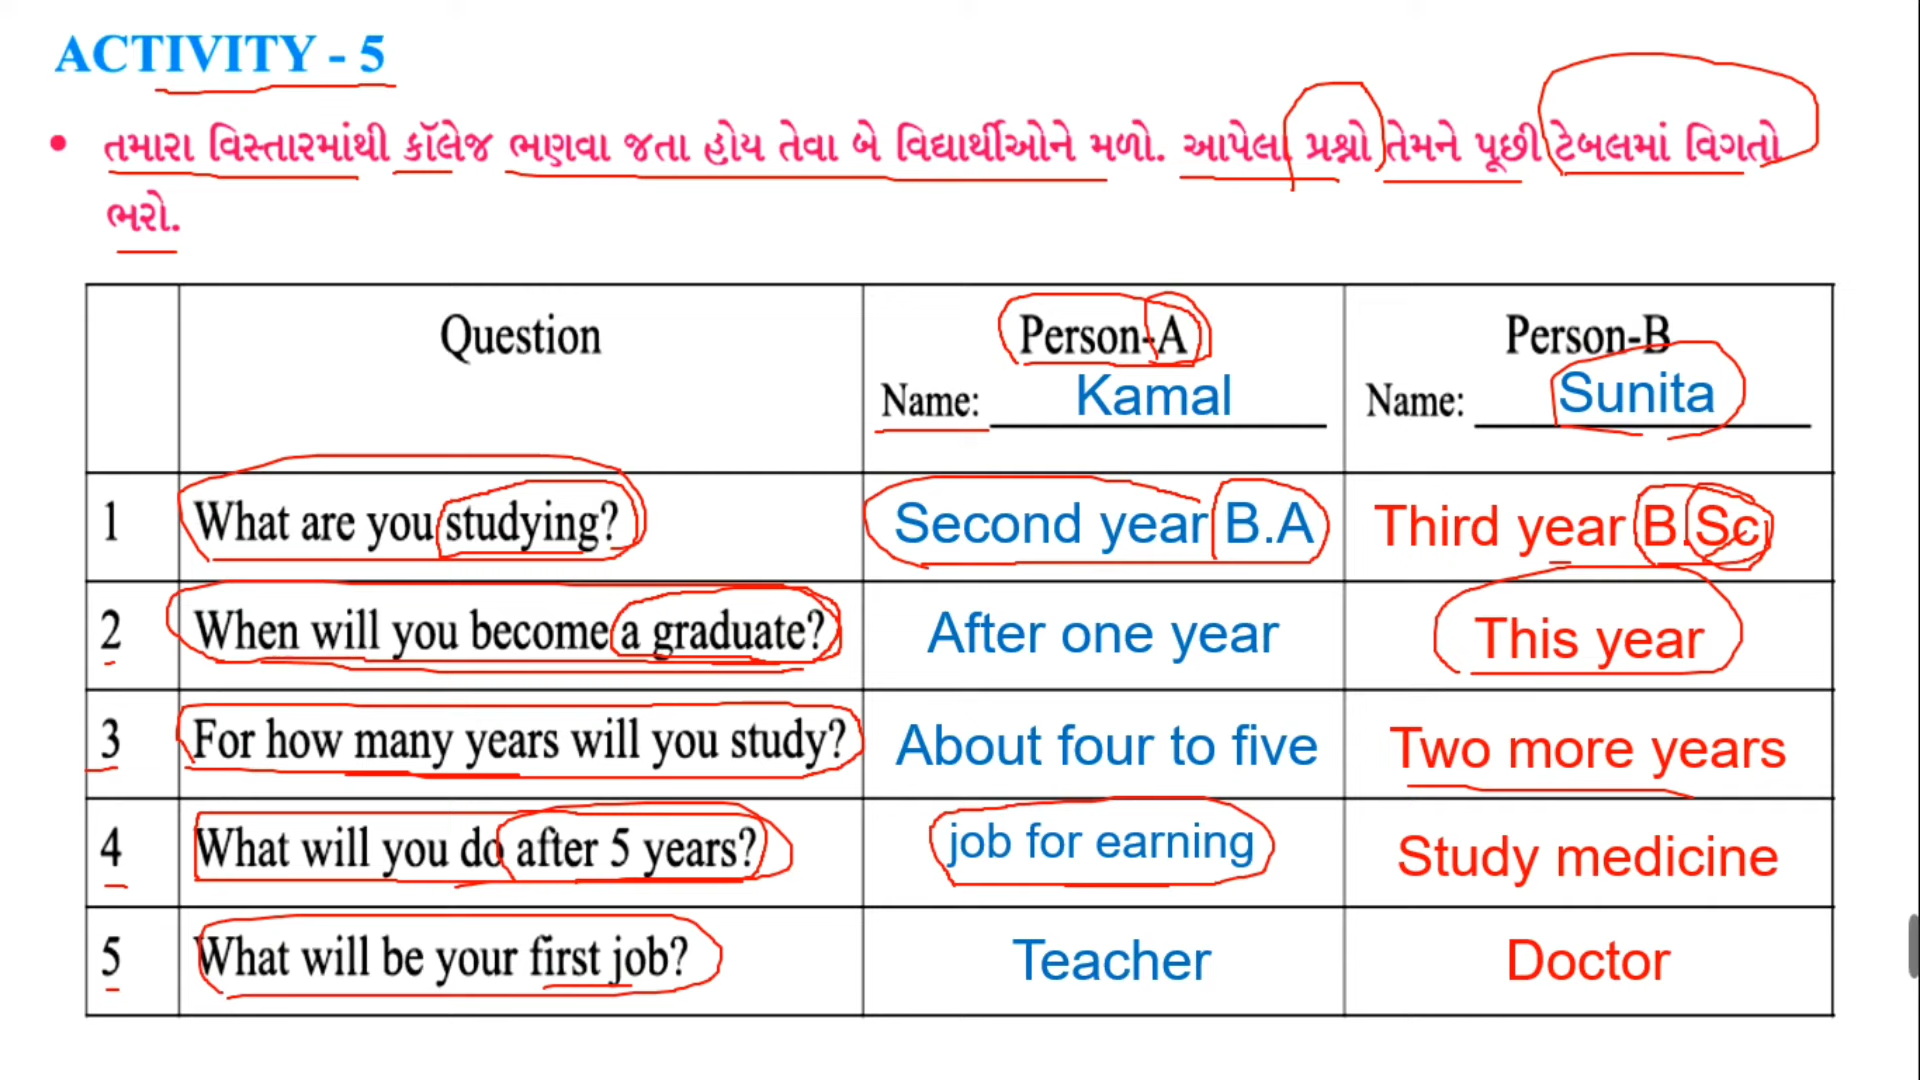 ACTIVITY - 5
• તમારા વિસ્તારમાંથી કૉલેજ ભણવા જતા હોય તેવા બે વિદ્યાર્થીઓને મળો. આપેલા પ્રશ્નો તેમને પૂછી ટેબલમાં વિગતો
ભરો.
Question Person-A Person-B
Name: Kamal Name: Sunita
1 What are you studying? Second year B.A Third year B.Sc
2 When will you become a graduate? After one year This year
3 For how many years will you study? About four to five Two more years
4 What will you do after 5 years? job for earning Study medicine
5 What will be your first job? Teacher Doctor